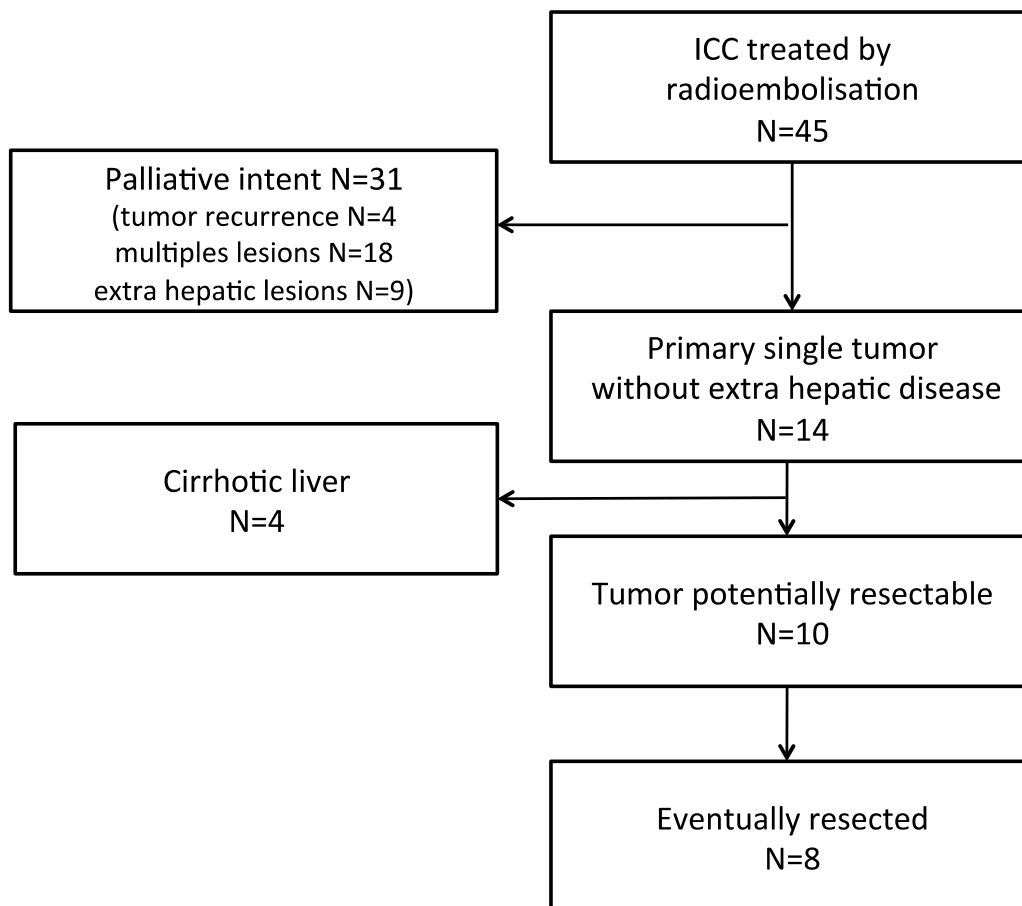 ICC treated by
radioembolisation
N=45
Palliative intent N=31
(tumor recurrence N=4
multiples lesions N=18
extra hepatic lesions N=9)
Primary single tumor
without extra hepatic disease
N=14
Cirrhotic liver
N=4
Tumor potentially resectable
N=10
Eventually resected
N=8